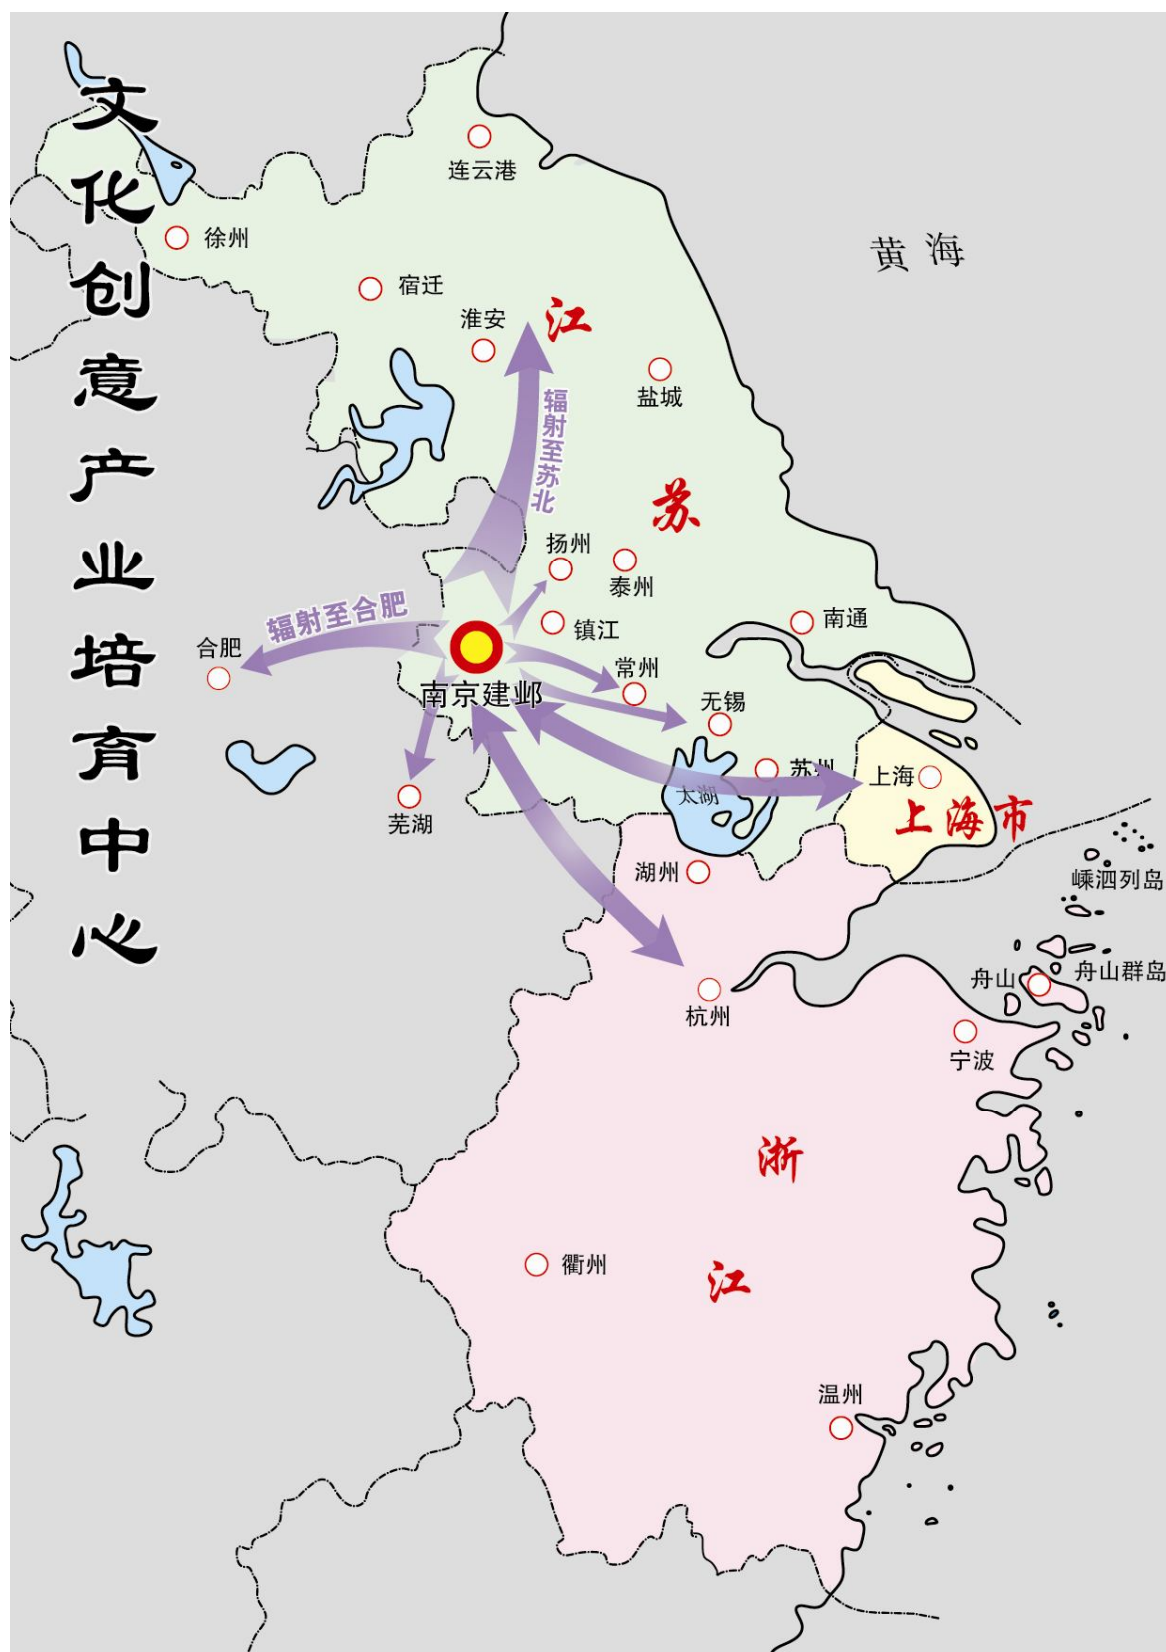 文化创意产业培育中心
连云港
徐州
黄海
宿迁
江
淮安
盐城
辐射至苏北
苏
扬州
泰州
辐射至合肥
镇江
南通
合肥
常州
南京建邺
无锡
苏州
上海
太湖
芜湖
上海市
湖州
嵊泗列岛
舟山
舟山群岛
杭州
宁波
浙
江
衢州
温州